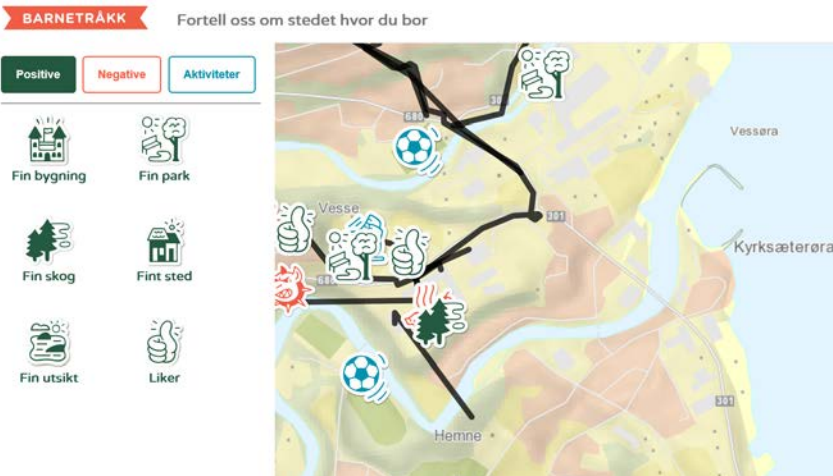 BARNETRÅKK
Fortell oss om stedet hvor du bor
Positive
Negative
Aktiviteter
Fin bygning
Fin park
Fin skog
Fint sted
Fin utsikt
Liker
680
Vessøra
Vesse
301
Kyrksæterøra
301
Hemne